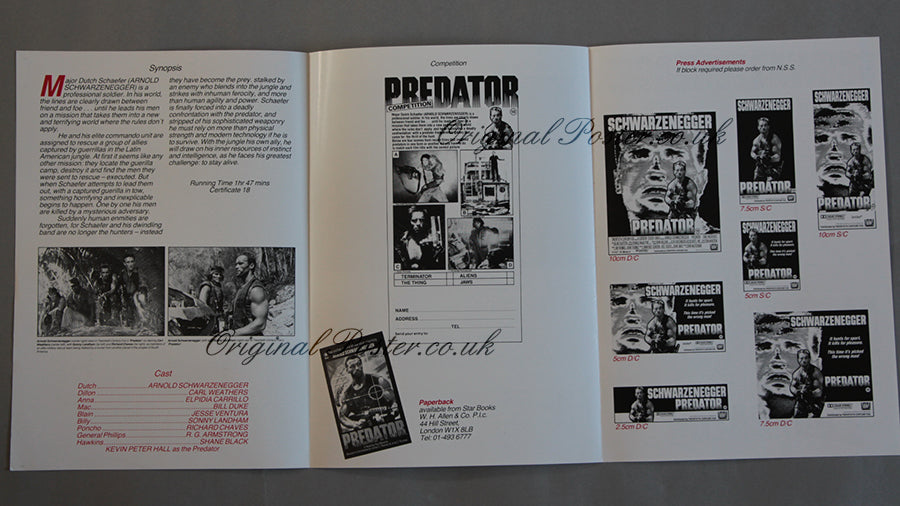 Synopsis
Major Dutch Schaefer (ARNOLD
SCHWARZENEGGER) is a
professional soldier. In his world,
the lines are clearly drawn between
friend and foe . . . until he leads his men
on a mission that takes them into a new
and terrifying world where the rules don't
apply.
He and his elite commando unit are
assigned to rescue a group of allies
captured by guerrillas in the Latin
American jungle. At first it seems like any
other mission: they locate the guerilla
camp, destroy it and find the men they
were sent to rescue – executed. But
when Schaefer attempts to lead them
out, with a captured guerilla in tow,
something horrifying and inexplicable
begins to happen. One by one his men
are killed by a mysterious adversary.
Suddenly human enmities are
forgotten, for Schaefer and his dwindling
band are no longer the hunters – instead
they have become the prey, stalked by
an enemy who blends into the jungle and
strikes with inhuman ferocity, and more
than human agility and power. Schaefer
is finally forced into a deadly
confrontation with the predator, and
stripped of his sophisticated weaponry
he must rely on more than physical
strength and modern technology if he is
to survive. With the jungle his own ally, he
will draw on his inner resources of instinct
and intelligence, as he faces his greatest
challenge: to stay alive.
Running Time 1hr 47 mins
Certificate 18
Cast
Dutch ARNOLD SCHWARZENEGGER
Dillon CARL WEATHERS
Anna ELPIDIA CARRILLO
Mac BILL DUKE
Blain JESSE VENTURA
Billy SONNY LANDHAM
Poncho RICHARD CHAVES
General Phillips R. G. ARMSTRONG
Hawkins SHANE BLACK
KEVIN PETER HALL as the Predator
Competition
PREDATOR
COMPETITION
A
C
D
TERMINATOR ALIENS
THE THING JAWS
NAME
ADDRESS
TEL
Send your entry to
PREDATOR
Paperback
available from Star Books
W. H. Allen & Co. P.l.c.
44 Hill Street,
London W1X 8LB
Tel: 01-493 6777
Press Advertisements
If block required please order from N.S.S.
SCHWARZENEGGER
PREDATOR
10cm D/C
PREDATOR
7.5cm S/C
SCHWARZENEGGER
PREDATOR
10cm S/C
PREDATOR
5cm S/C
SCHWARZENEGGER
It hunts for sport
It kills for pleasure.
This time it's picked
the wrong man!
PREDATOR
5cm D/C
SCHWARZENEGGER
PREDATOR
2.5cm D/C
SCHWARZENEGGER
It hunts for sport
It kills for pleasure.
This time it's picked
the wrong man!
PREDATOR
7.5cm D/C
Original Poster.co.uk
Original Poster.co.uk